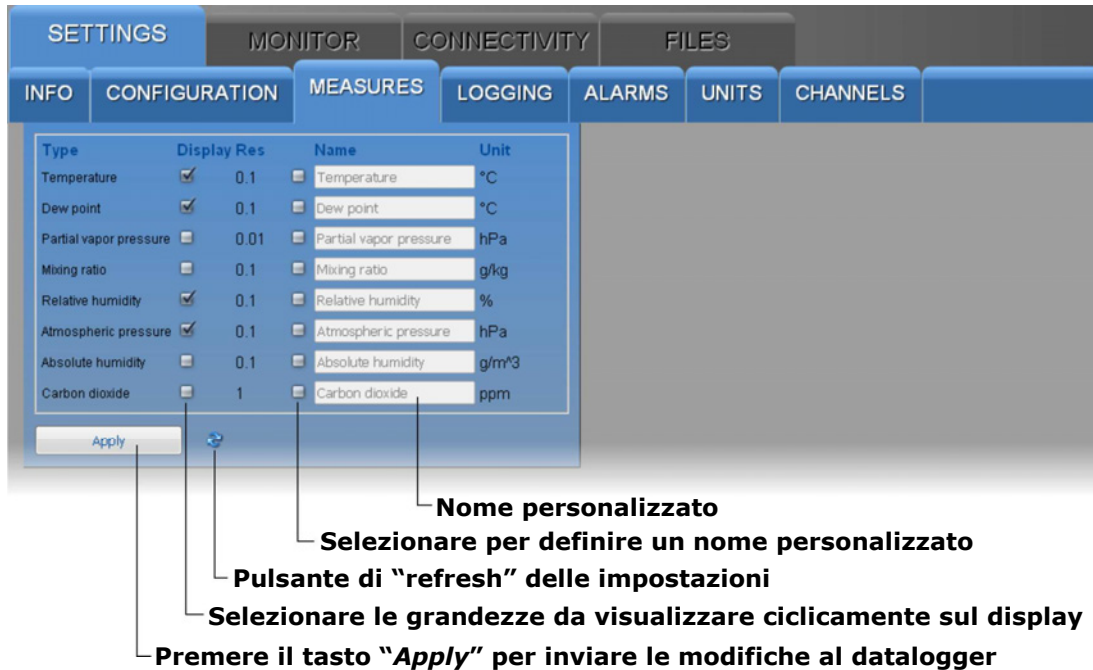 SETTINGS MONITOR CONNECTIVITY FILES
INFO CONFIGURATION MEASURES LOGGING ALARMS UNITS CHANNELS
Type Display Res Name Unit
Temperature 0.1 Temperature °C
Dew point 0.1 Dew point °C
Partial vapor pressure 0.01 Partial vapor pressure hPa
Mixing ratio 0.1 Mixing ratio g/kg
Relative humidity 0.1 Relative humidity %
Atmospheric pressure 0.1 Atmospheric pressure hPa
Absolute humidity 0.1 Absolute humidity g/m^3
Carbon dioxide 1 Carbon dioxide ppm
Apply
Nome personalizzato
Selezionare per definire un nome personalizzato
Pulsante di “refresh” delle impostazioni
Selezionare le grandezze da visualizzare ciclicamente sul display
Premere il tasto “Apply” per inviare le modifiche al datalogger